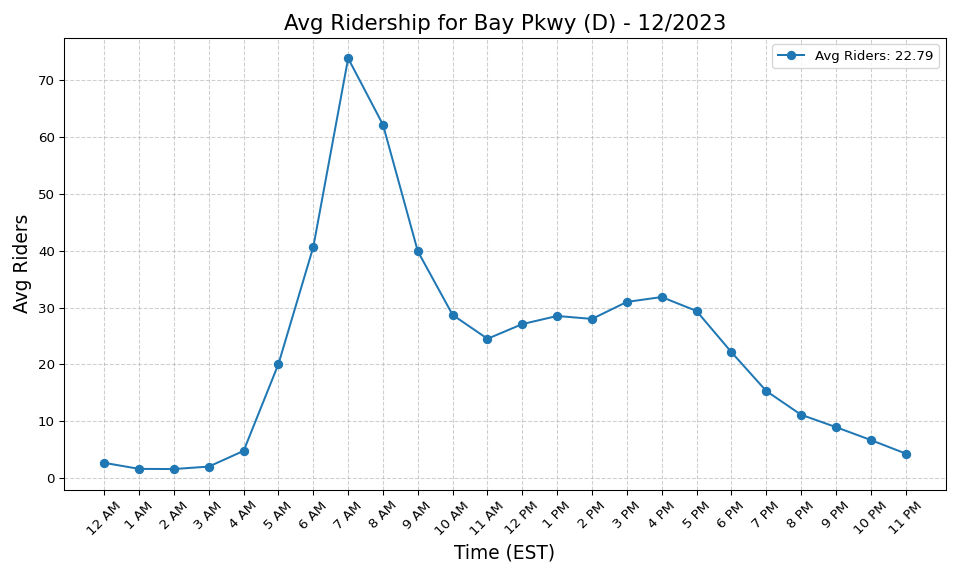 Avg Ridership for Bay Pkwy (D) - 12/2023
Avg Riders: 22.79
Avg Riders
70
60
50
40
30
20
10
0
12 AM
1 AM
2 AM
3 AM
4 AM
5 AM
6 AM
7 AM
8 AM
9 AM
10 AM
11 AM
12 PM
1 PM
2 PM
3 PM
4 PM
5 PM
6 PM
7 PM
8 PM
9 PM
10 PM
11 PM
Time (EST)